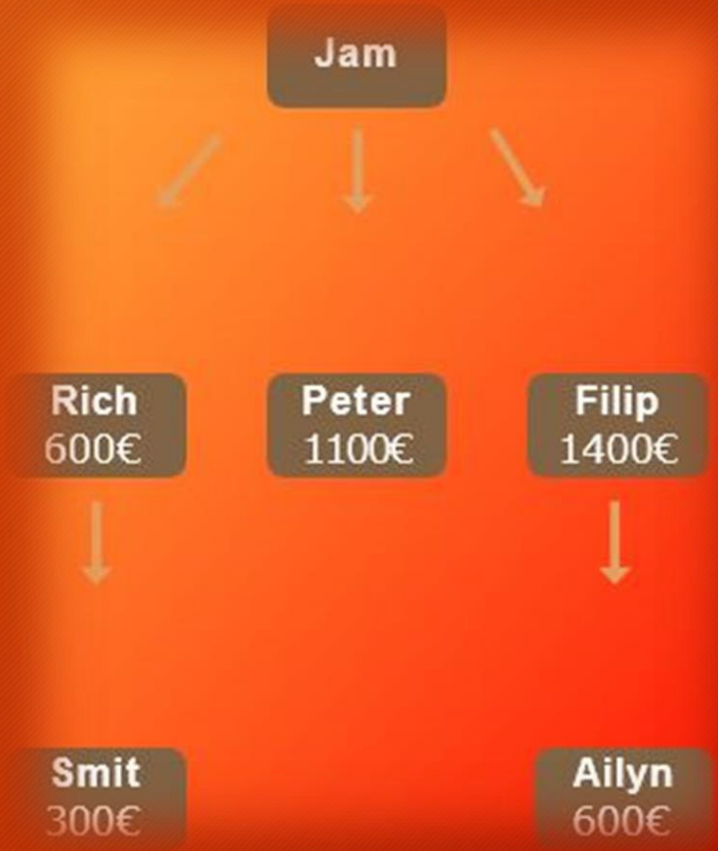 Jam
Rich
600€
Peter
1100€
Filip
1400€
Smit
300€
Ailyn
600€